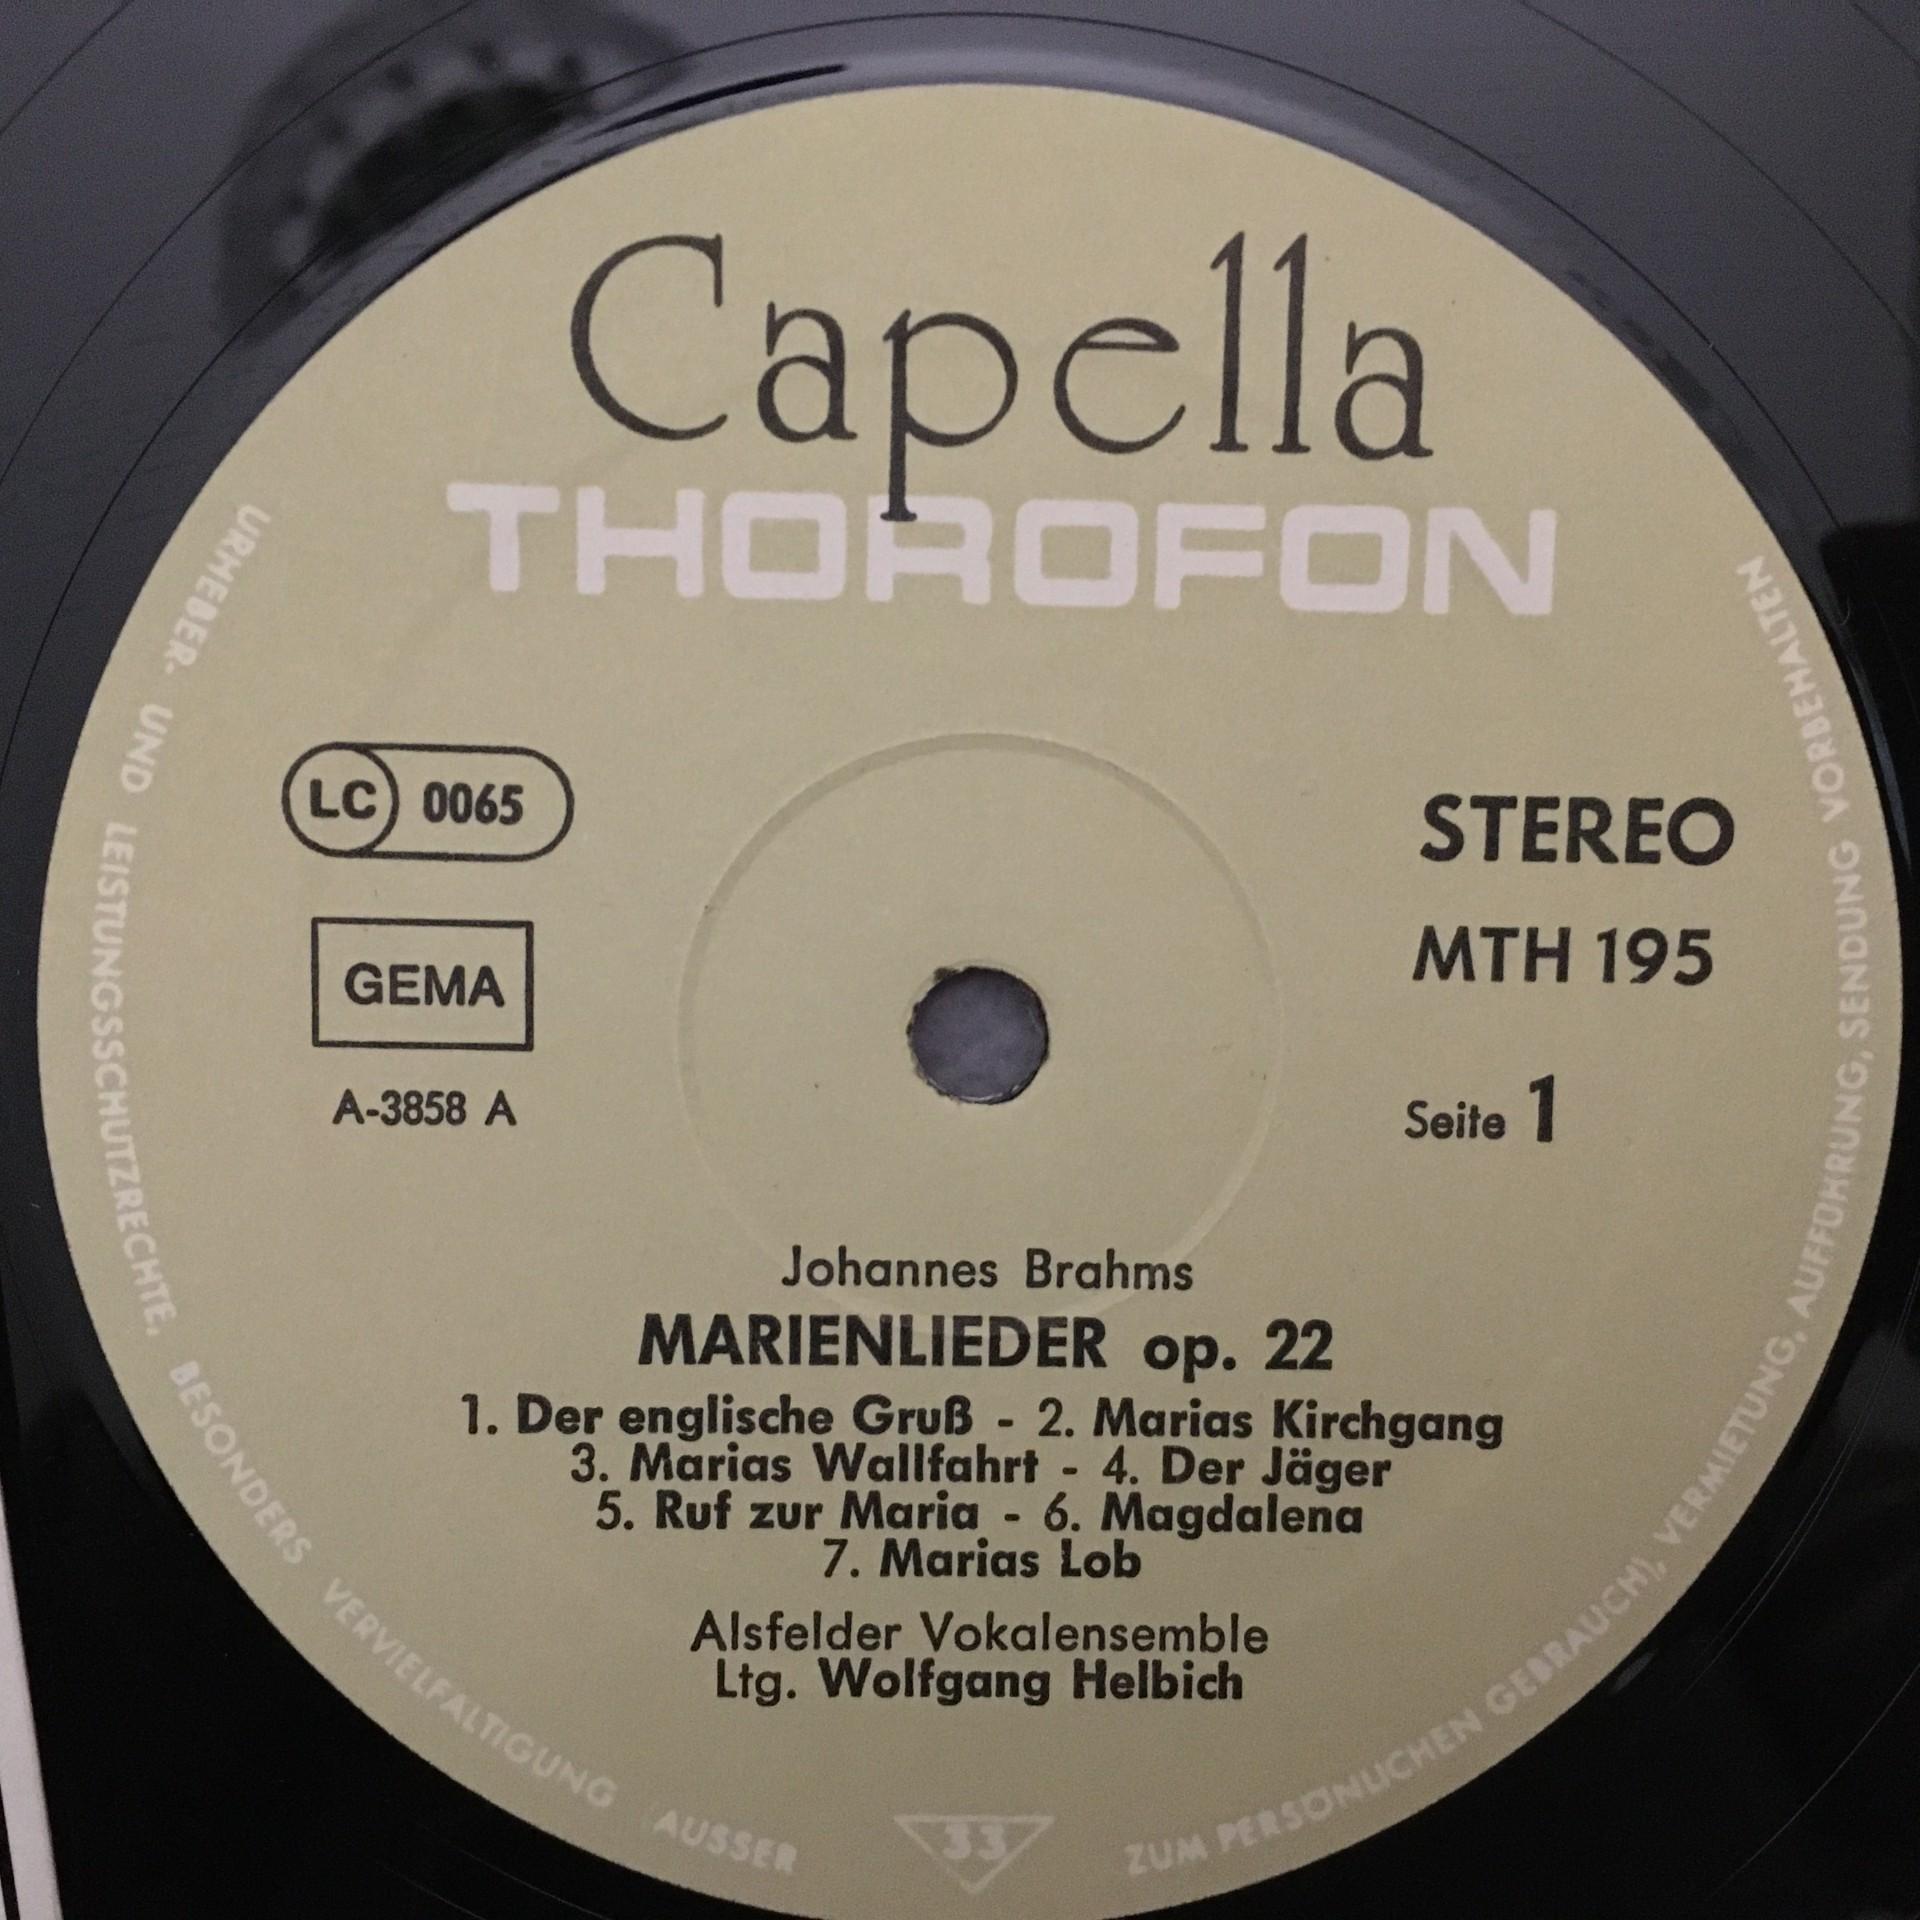 Capella
THOROFON
LC 0065
STEREO
GEMA
MTH 195
A-3858 A
Seite 1
Johannes Brahms
MARIENLIEDER op. 22
1. Der englische Gruß - 2. Marias Kirchgang
3. Marias Wallfahrt - 4. Der Jäger
5. Ruf zur Maria - 6. Magdalena
7. Marias Lob
Alsfelder Vokalensemble
Ltg. Wolfgang Helbich
33
URHEBER- UND LEISTUNGSSCHUTZRECHTE, BESONDERS VERVIELFÄLTIGUNG (AUSSER ZUM PERSÖNLICHEN GEBRAUCH), VERMIETUNG, AUFFÜHRUNG, SENDUNG VORBEHALTEN